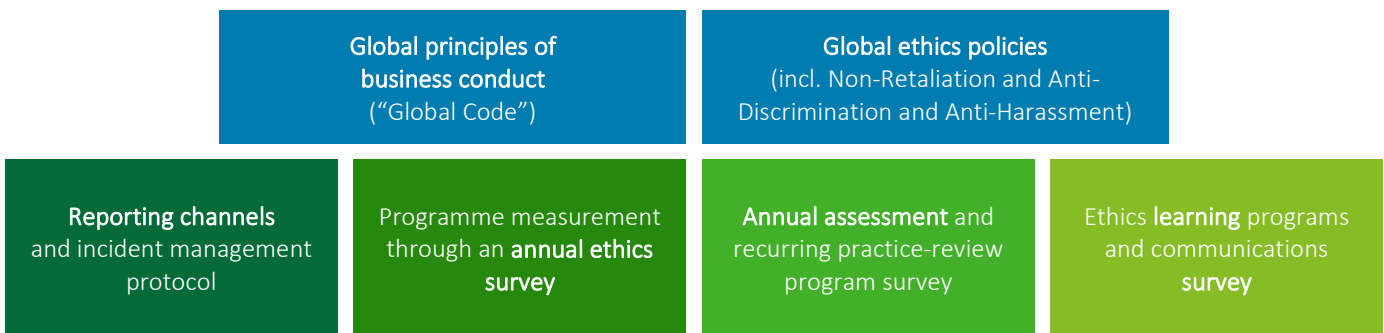 Global principles of
business conduct
(“Global Code”)
Global ethics policies
(incl. Non-Retaliation and Anti-
Discrimination and Anti-Harassment)
Reporting channels
and incident management
protocol
Programme measurement
through an annual ethics
survey
Annual assessment and
recurring practice-review
program survey
Ethics learning programs
and communications
survey